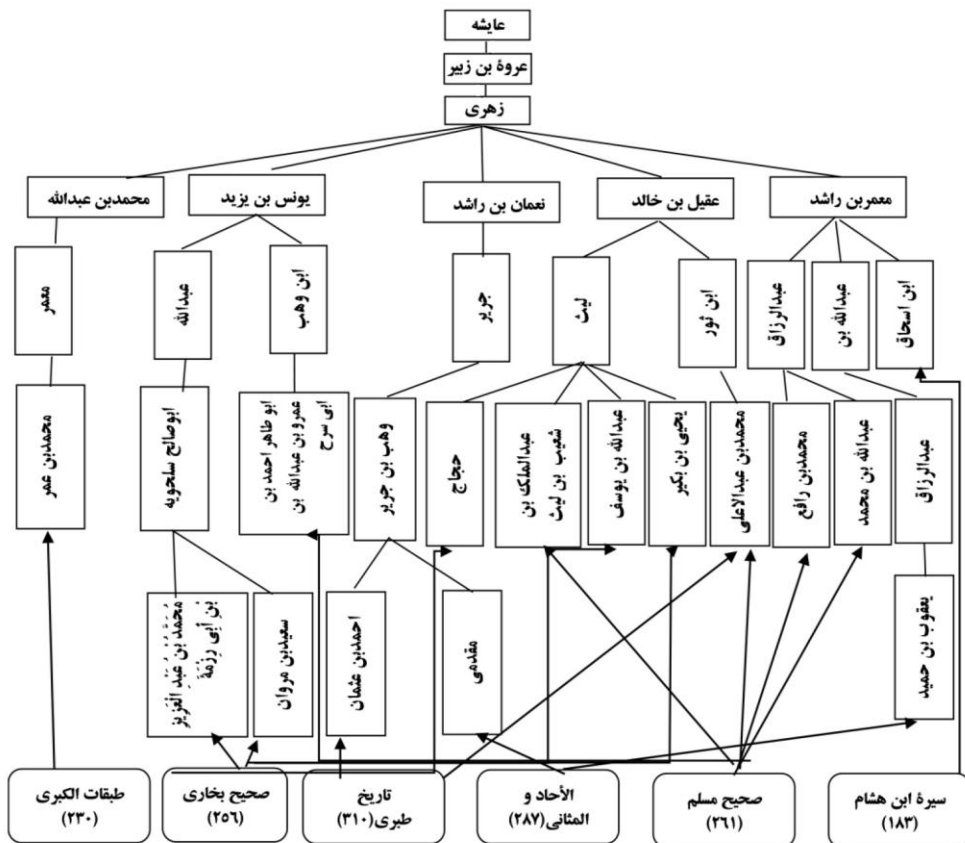 عایشه
عروة بن زبیر
زهری
معمربن راشد
عقیل بن خالد
نعمان بن راشد
یونس بن یزید
محمدبن عبدالله
ابن اسحاق
عبدالله بن
عبدالرزاق
ابن ثور
لیث
جریر
ابن وهب
عبدالله
معمر
عبدالرزاق
عبدالله بن محمد
محمدبن رافع
محمدبن عبدالاعلی
یحیی بن بکیر
عبدالله بن یوسف
عبدالملک بن
شعیب بن لیث
حجاج
وهب بن جریر
ابو طاهر احمد بن
عمرو بن عبدالله بن
ابی سرح
ابوصالح سلحویه
محمدبن عمر
یعقوب بن حمید
مقدمی
احمدبن عثمان
سعیدبن مروان
محمد بن عبد العزیز
بن أبی رزمة
سیرة ابن هشام
(۱۸۳)
صحیح مسلم
(۲۶۱)
الأحاد و
المثانی(۲۸۷)
تاریخ
طبری(۳۱۰)
صحیح بخاری
(۲۵۶)
طبقات الکبری
(۲۳۰)